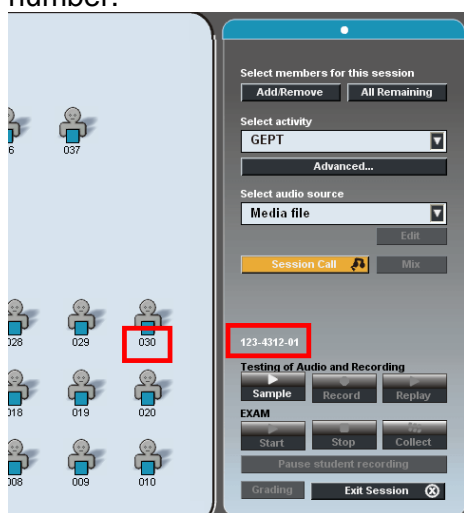 number.
Select members for this session
Add/Remove All Remaining
Select activity
GEPT
Advanced...
Select audio source
Media file
Edit
Session Call Mix
037
028 029 030
123-4312-01
Testing of Audio and Recording
Sample Record Replay
018 019 020
EXAM
Start Stop Collect
Pause student recording
008 009 010
Grading Exit Session